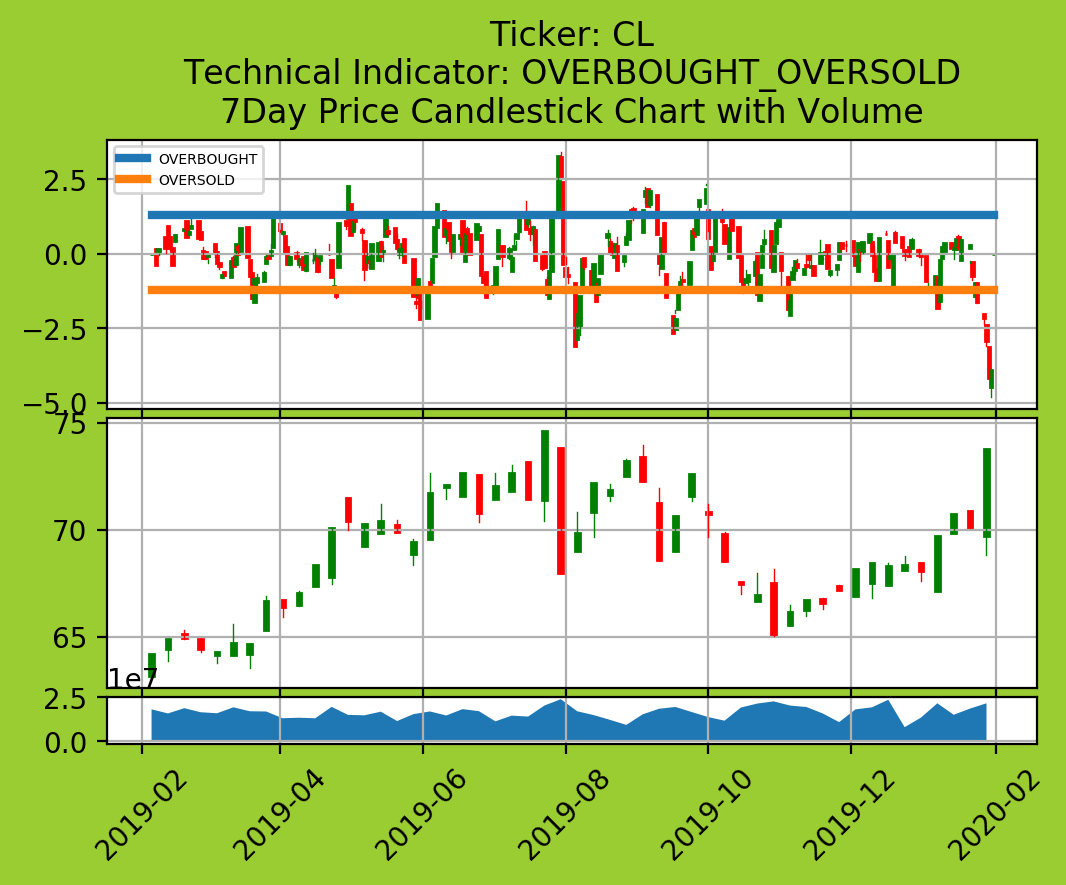 Ticker: CL
Technical Indicator: OVERBOUGHT_OVERSOLD
7Day Price Candlestick Chart with Volume
OVERBOUGHT
OVERSOLD
2.5
0.0
−2.5
−5.0
75
70
65
1e7
2.5
0.0
2019-02
2019-04
2019-06
2019-08
2019-10
2019-12
2020-02